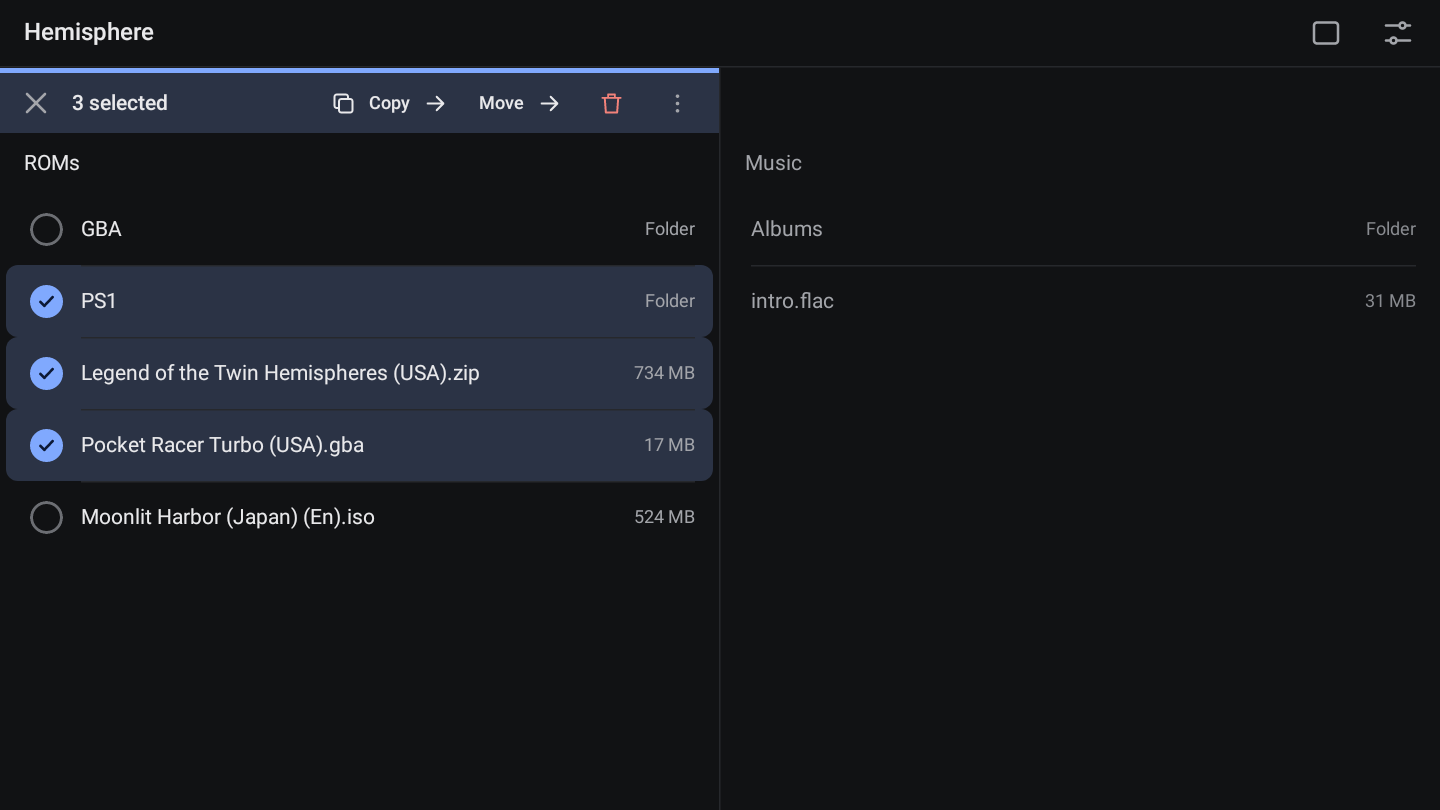 Hemisphere
3 selected
Copy
Move
ROMs
GBA Folder
PS1 Folder
Legend of the Twin Hemispheres (USA).zip 734 MB
Pocket Racer Turbo (USA).gba 17 MB
Moonlit Harbor (Japan) (En).iso 524 MB
Music
Albums Folder
intro.flac 31 MB